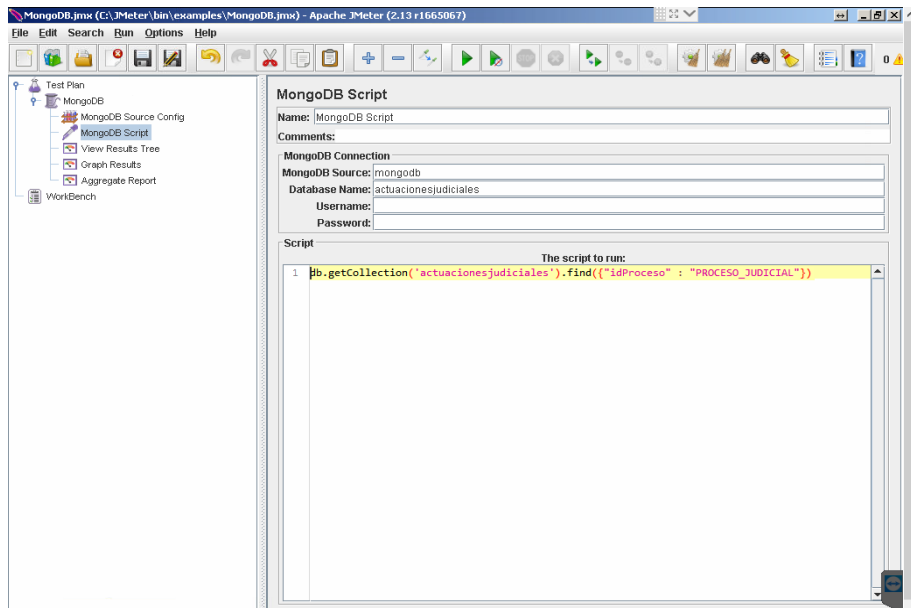 MongoDB.jmx (C:\JMeter\bin\examples\MongoDB.jmx) - Apache JMeter (2.13 r1665067)
File Edit Search Run Options Help
0
Test Plan
MongoDB
MongoDB Source Config
MongoDB Script
View Results Tree
Graph Results
Aggregate Report
WorkBench
MongoDB Script
Name: MongoDB Script
Comments:
MongoDB Connection
MongoDB Source: mongodb
Database Name: actuacionesjudiciales
Username:
Password:
Script
The script to run:
1 db.getCollection('actuacionesjudiciales').find({"idProceso" : "PROCESO_JUDICIAL"})